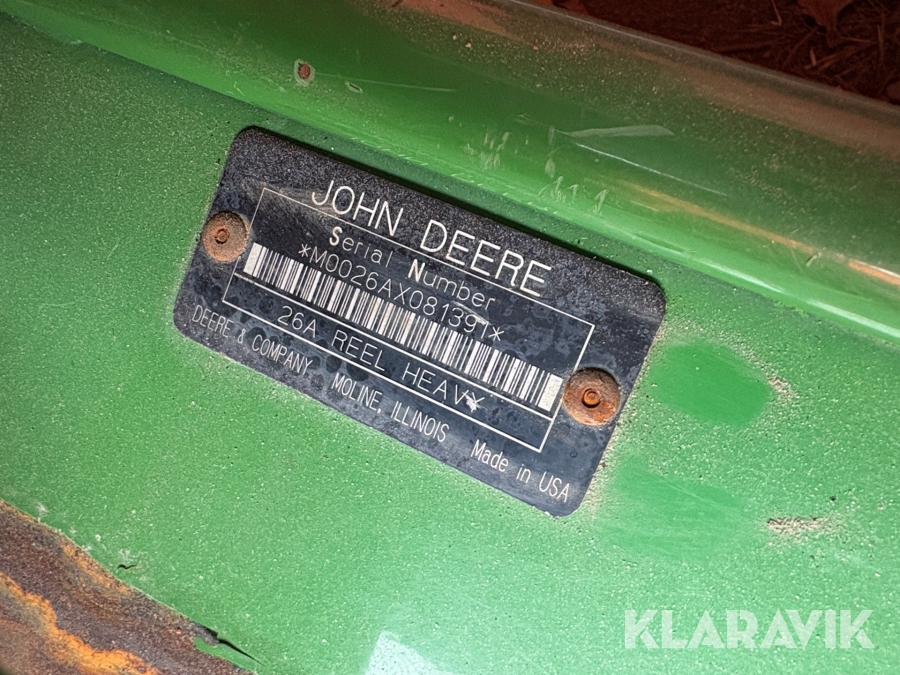 JOHN DEERE
Serial Number
*M0026AX081391*
26A REEL HEAVY
DEERE & COMPANY MOLINE, ILLINOIS Made in USA
KLARAVIK